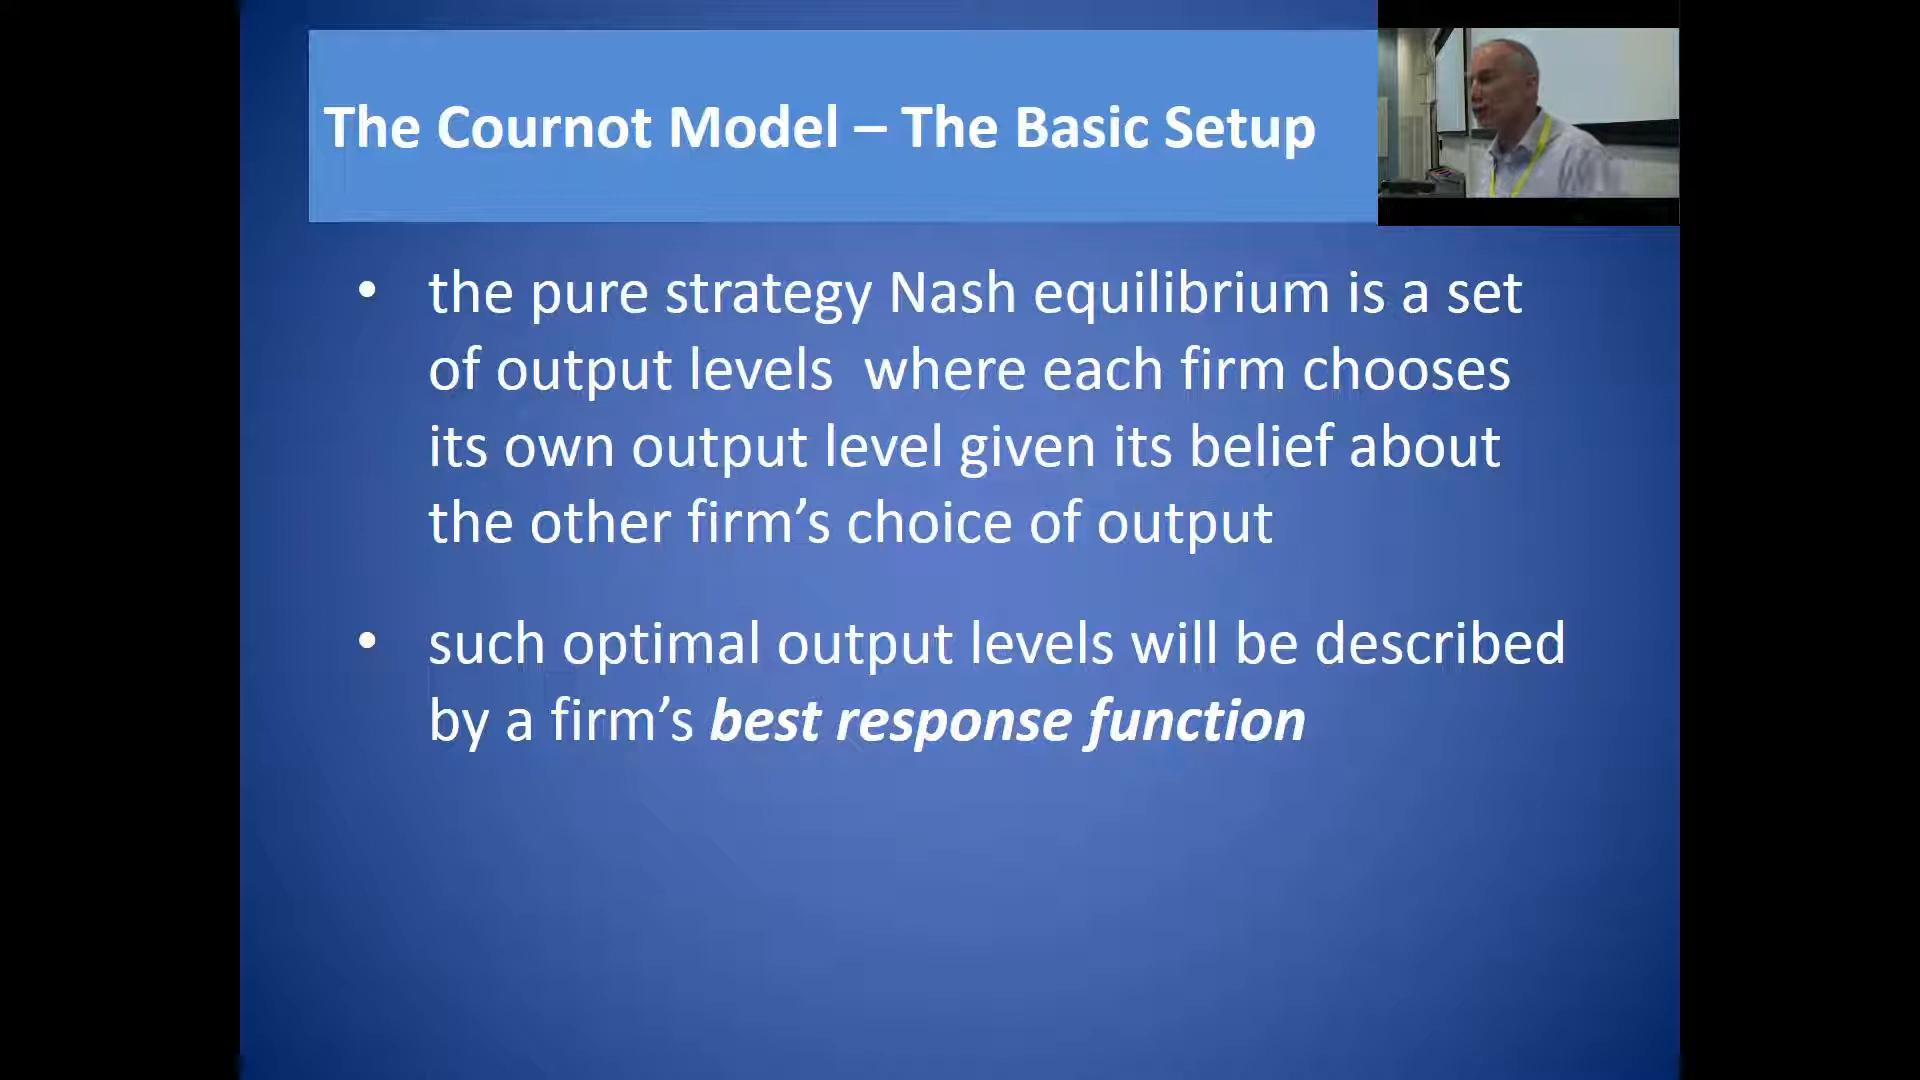 The Cournot Model – The Basic Setup
• the pure strategy Nash equilibrium is a set
of output levels  where each firm chooses
its own output level given its belief about
the other firm’s choice of output
• such optimal output levels will be described
by a firm’s best response function